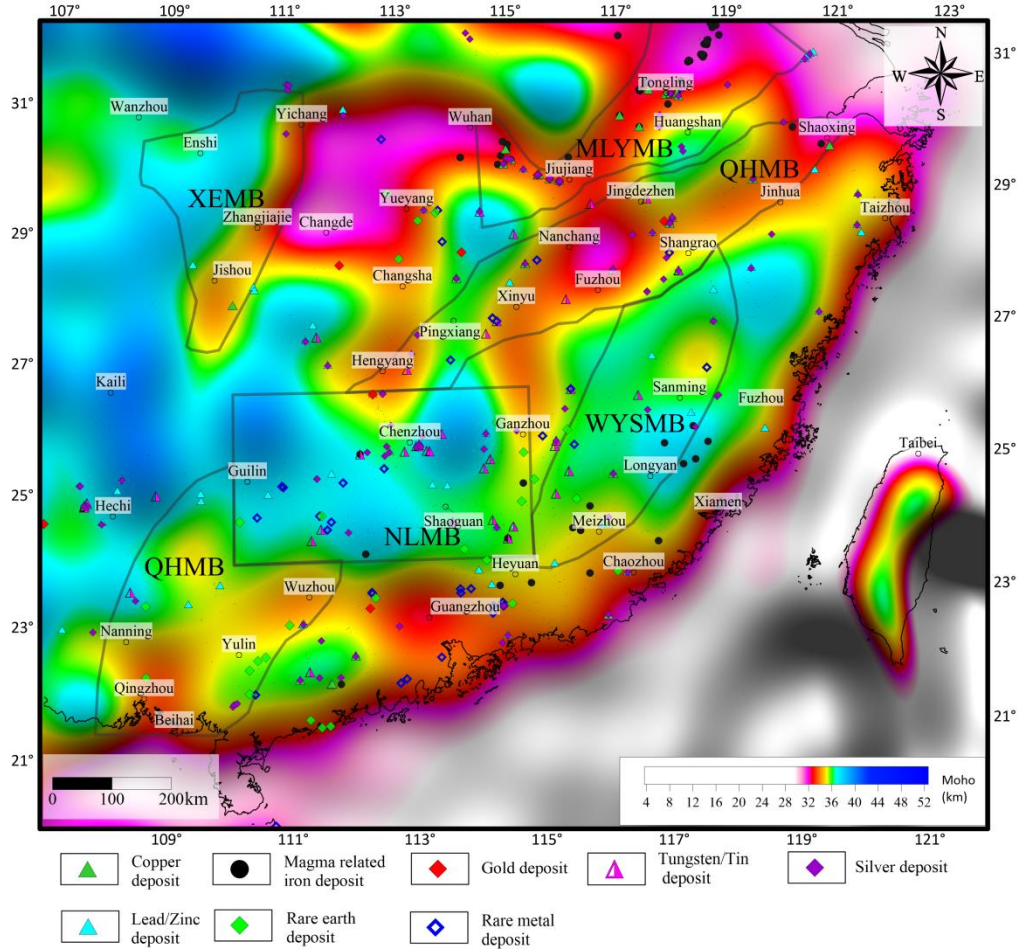 107° 109° 111° 113° 115° 117° 119° 121° 123°
31° 31°
N
W E
S
Tongling
Wanzhou
Yichang
Wuhan
Huangshan
Shaoxing
Enshi
MLYMB
Jiujiang
QHMB
29°
XEMB
Yueyang
Jingdezhen
Jinhua
Zhangjiajie
Taizhou
29°
Changde
Nanchang
Shangrao
Jishou
Changsha
Fuzhou
Xinyu
Pingxiang
27°
27°
Hengyang
Kaili
Sanming
Fuzhou
Chenzhou
Ganzhou
WYSMB
Taibei
25°
Guilin
Longyan
25°
Hechi
Shaoguan
Xiamen
NLMB
Meizhou
QHMB
Heyuan
Chaozhou
23°
Wuzhou
Guangzhou
23°
Nanning
Yulin
Qingzhou
Beihai
21°
21°
0 100 200km
Moho
(km)
4 8 12 16 20 24 28 32 36 40 44 48 52
109° 111° 113° 115° 117° 119° 121°
Copper
deposit
Magma related
iron deposit
Gold deposit
Tungsten/Tin
deposit
Silver deposit
Lead/Zinc
deposit
Rare earth
deposit
Rare metal
deposit